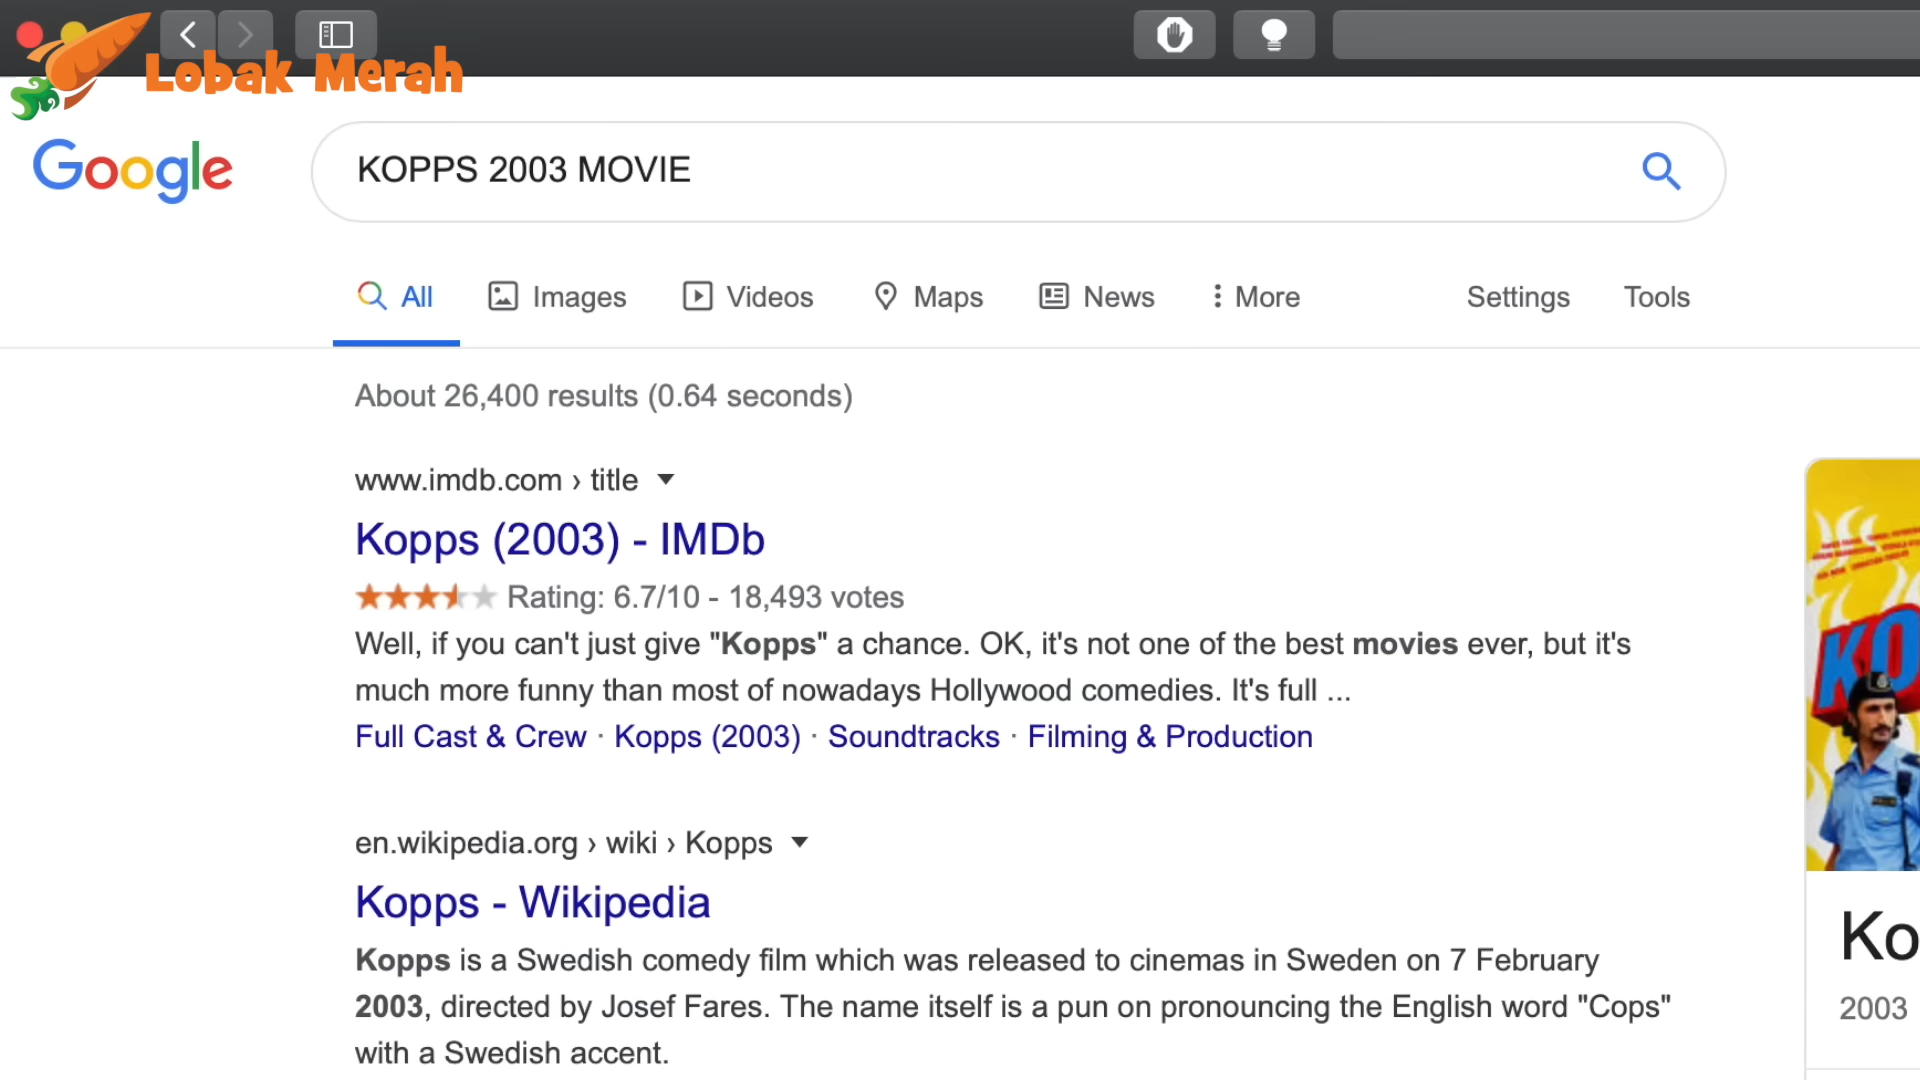 Lobak Merah
Google
KOPPS 2003 MOVIE
All
Images
Videos
Maps
News
More
Settings
Tools
About 26,400 results (0.64 seconds)
www.imdb.com › title
Kopps (2003) - IMDb
Rating: 6.7/10 - 18,493 votes
Well, if you can't just give "Kopps" a chance. OK, it's not one of the best movies ever, but it's
much more funny than most of nowadays Hollywood comedies. It's full ...
Full Cast & Crew · Kopps (2003) · Soundtracks · Filming & Production
en.wikipedia.org › wiki › Kopps
Kopps - Wikipedia
Kopps is a Swedish comedy film which was released to cinemas in Sweden on 7 February
2003, directed by Josef Fares. The name itself is a pun on pronouncing the English word "Cops"
with a Swedish accent.
KO
Ko
2003